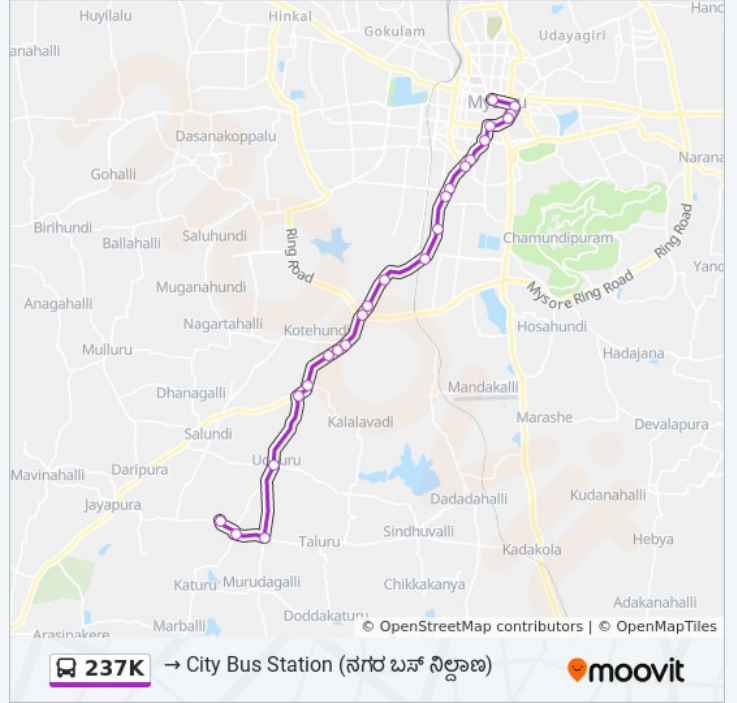 Huyilalu
Hinkal
Hanc
Gokulam
Udayagiri
anahalli
Dasanakoppalu
Narana
Gohalli
Birihundi
Saluhundi
Ballahalli
Chamundipuram
Ring Road
Ring Road
Yand
Muganahundi
Mysore Ring Road
Anagahalli
Nagartahalli
Kotehundi
Hosahundi
Mulluru
Hadajana
Dhanagalli
Mandakalli
Kalalavadi
Marashe
Devalapura
Salundi
Mavinahalli
Daripura
Dadadahalli
Kudanahalli
Jayapura
Sindhuvalli
Taluru
Kadakola
Hebya
Katuru
Murudagalli
Chikkakanya
Adakanahalli
Doddakaturu
Marballi
Arasinakere
© OpenStreetMap contributors | © OpenMapTiles
237K → City Bus Station (ನಗರ ಬಸ್ ನಿಲ್ದಾಣ) moovit